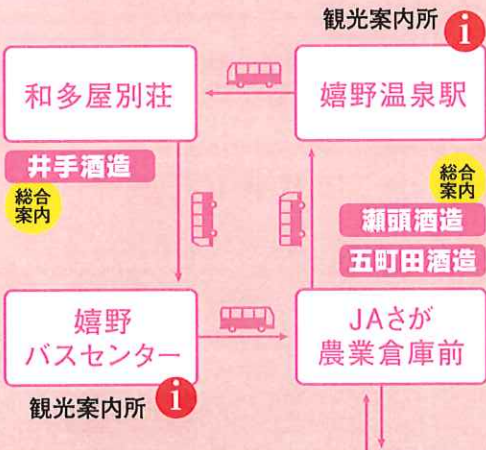 観光案内所 i
和多屋別荘
嬉野温泉駅
井手酒造
総合
案内
総合
案内
瀬頭酒造
五町田酒造
嬉野
バスセンター
JAさが
農業倉庫前
観光案内所 i